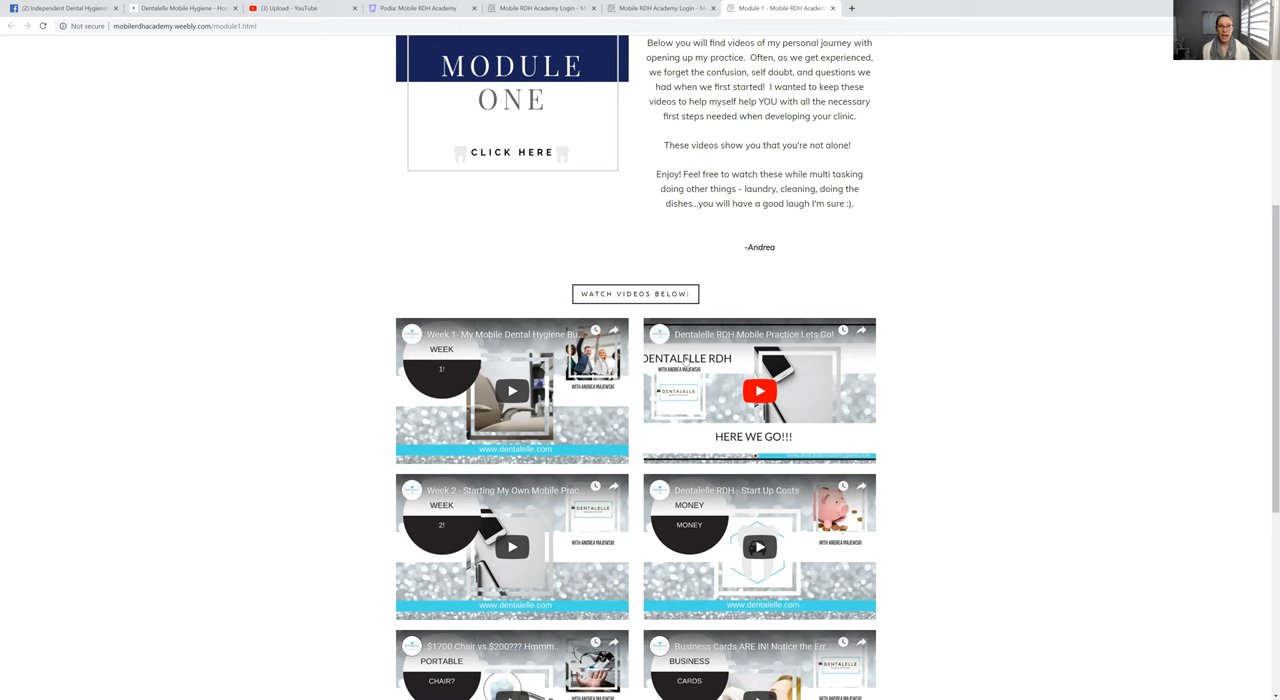 (2) Independent Dental Hygieni
Dentalelle Mobile Hygiene - Ho
(3) Upload - YouTube
Podia: Mobile RDH Academy
Mobile RDH Academy Login - M
Mobile RDH Academy Login - M
Module 1 - Mobile RDH Academ
Not secure
mobilerdhacademy.weebly.com/module1.html
MODULE
ONE
CLICK HERE
Below you will find videos of my personal journey with
opening up my practice. Often, as we get experienced,
we forget the confusion, self doubt, and questions we
had when we first started! I wanted to keep these
videos to help myself help YOU with all the necessary
first steps needed when developing your clinic.
These videos show you that you're not alone!
Enjoy! Feel free to watch these while multi tasking
doing other things - laundry, cleaning, doing the
dishes...you will have a good laugh I'm sure :).
-Andrea
WATCH VIDEOS BELOW:
Week 1- My Mobile Dental Hygiene Bu...
WEEK
1!
WITH ANDREA MAJEWSKI
www.dentalelle.com
Dentalelle RDH Mobile Practice Lets Go!
DENTALELLE RDH
WITH ANDREA MAJEWSKI
DENTALELLE
HERE WE GO!!!
Week 2 - Starting My Own Mobile Prac...
WEEK
2!
DENTALELLE
WITH ANDREA MAJEWSKI
www.dentalelle.com
Dentalelle RDH - Start Up Costs
MONEY
MONEY
WITH ANDREA MAJEWSKI
www.dentalelle.com
$1700 Chair vs $200??? Hmmm...
PORTABLE
CHAIR?
WITH ANDREA MAJEWSKI
Business Cards ARE IN! Notice the Err...
BUSINESS
CARDS
DENTALELLE
WITH ANDREA MAJEWSKI